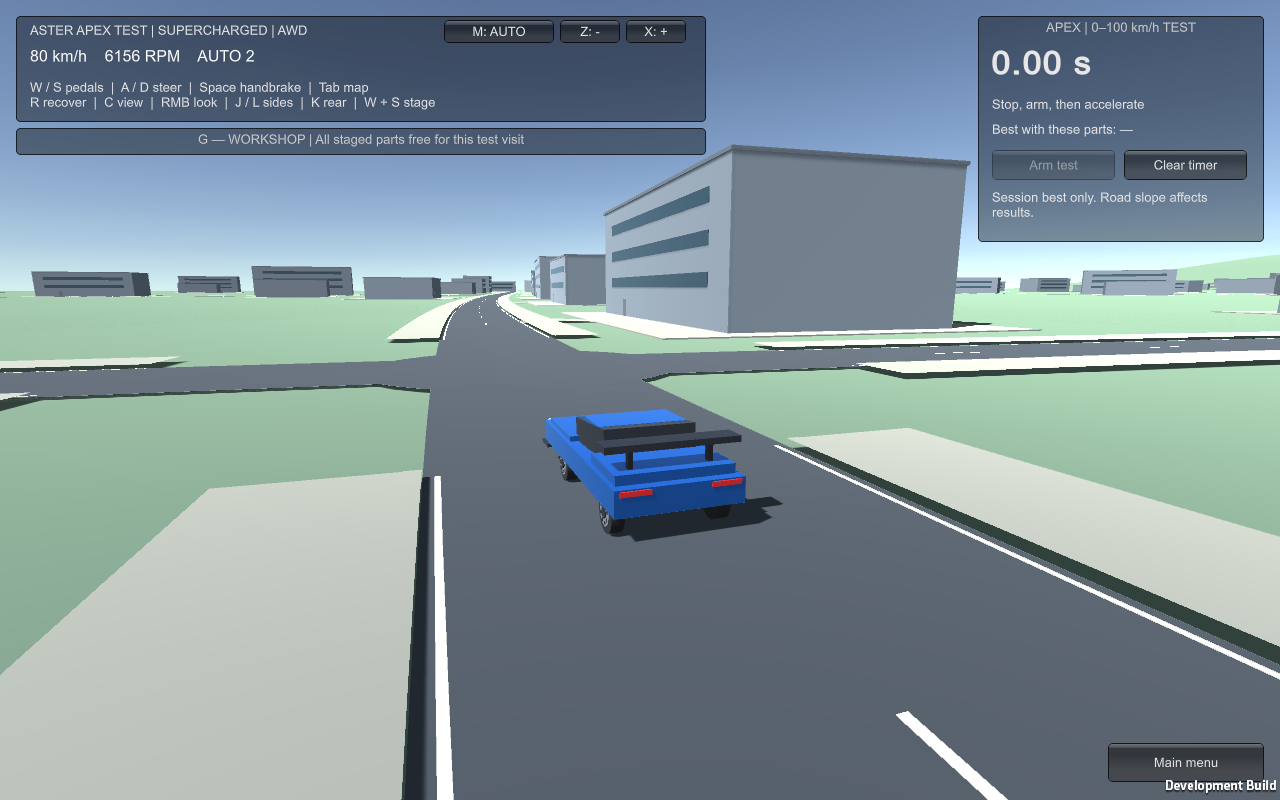 ASTER APEX TEST | SUPERCHARGED | AWD
M: AUTO
Z: -
X: +
80 km/h 6156 RPM AUTO 2
W / S pedals | A / D steer | Space handbrake | Tab map
R recover | C view | RMB look | J / L sides | K rear | W + S stage
G — WORKSHOP | All staged parts free for this test visit
APEX | 0–100 km/h TEST
0.00 s
Stop, arm, then accelerate
Best with these parts: —
Arm test
Clear timer
Session best only. Road slope affects
results.
Main menu
Development Build